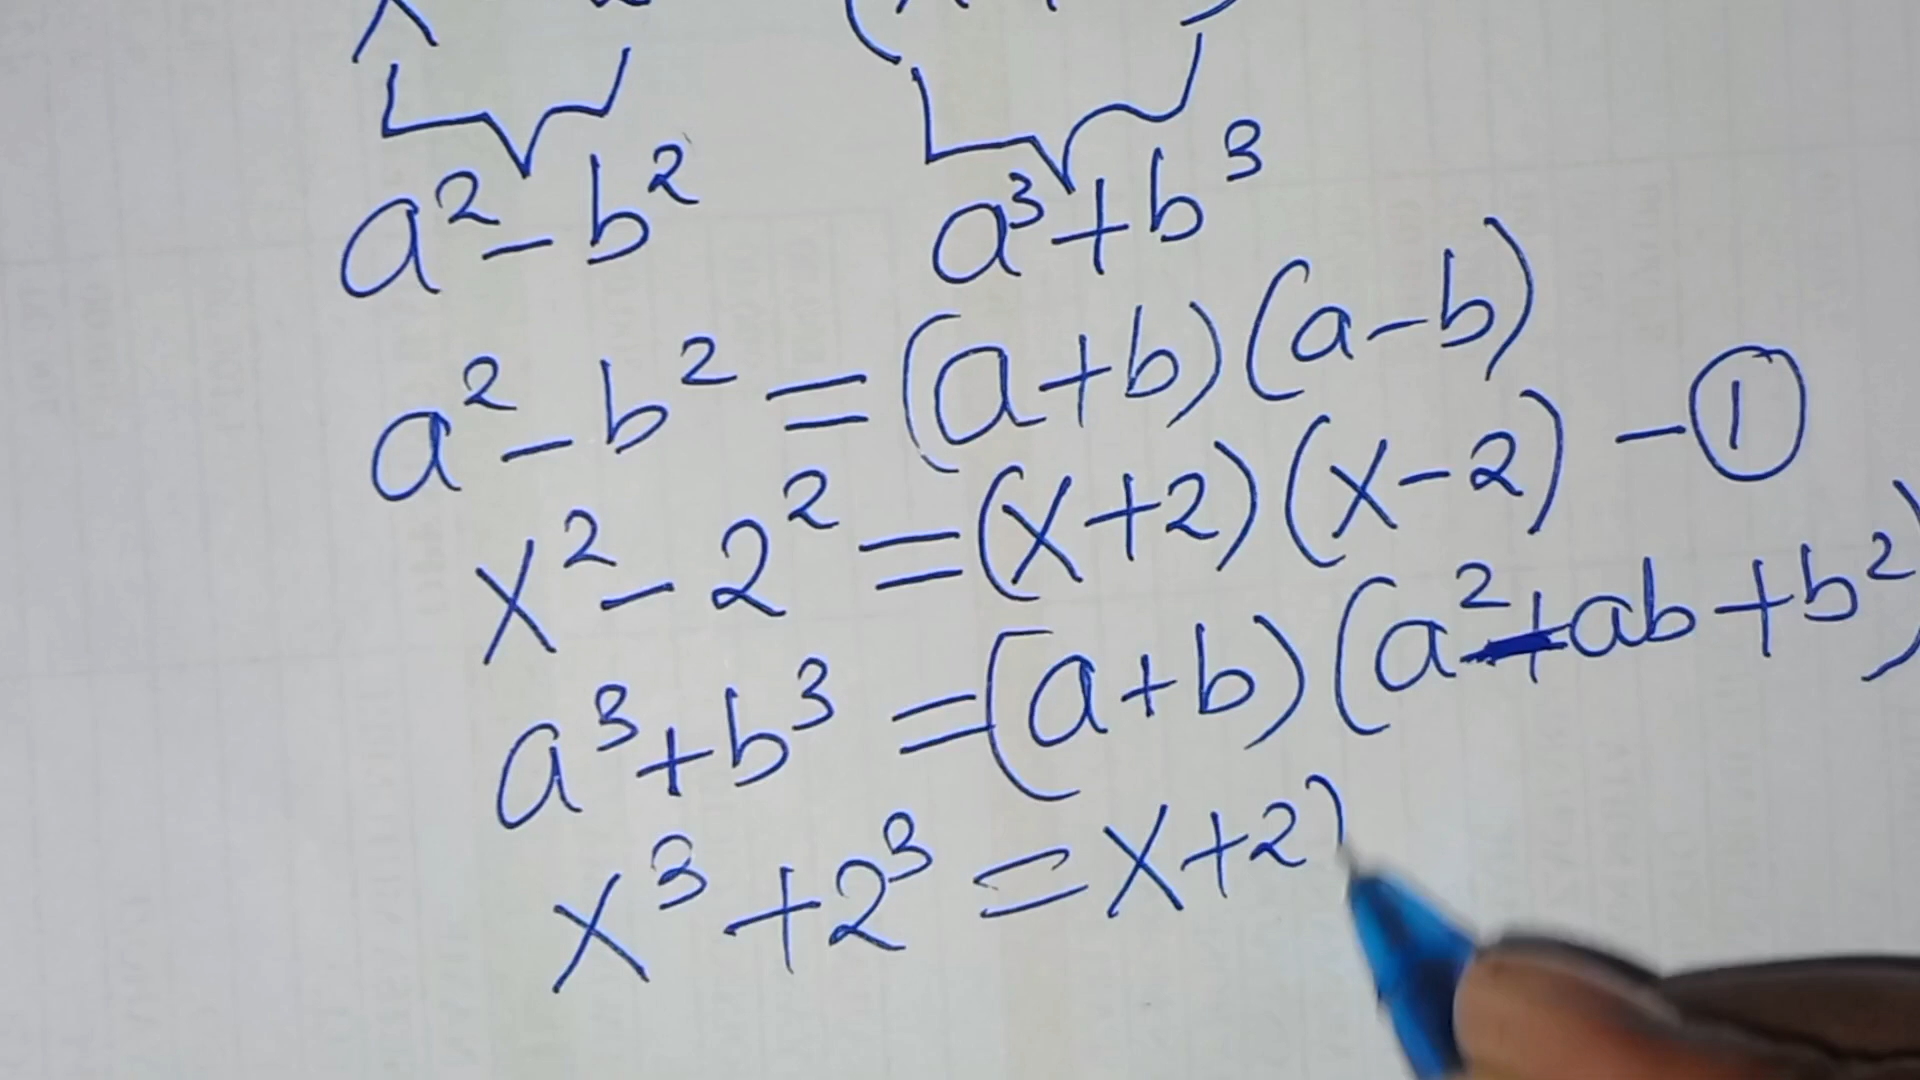 a² - b² a³ + b³
a² - b² = (a+b)(a-b)
x² - 2² = (x+2)(x-2) - ①
a³ + b³ = (a+b)(a² - ab + b²)
x³ + 2³ = x+2)